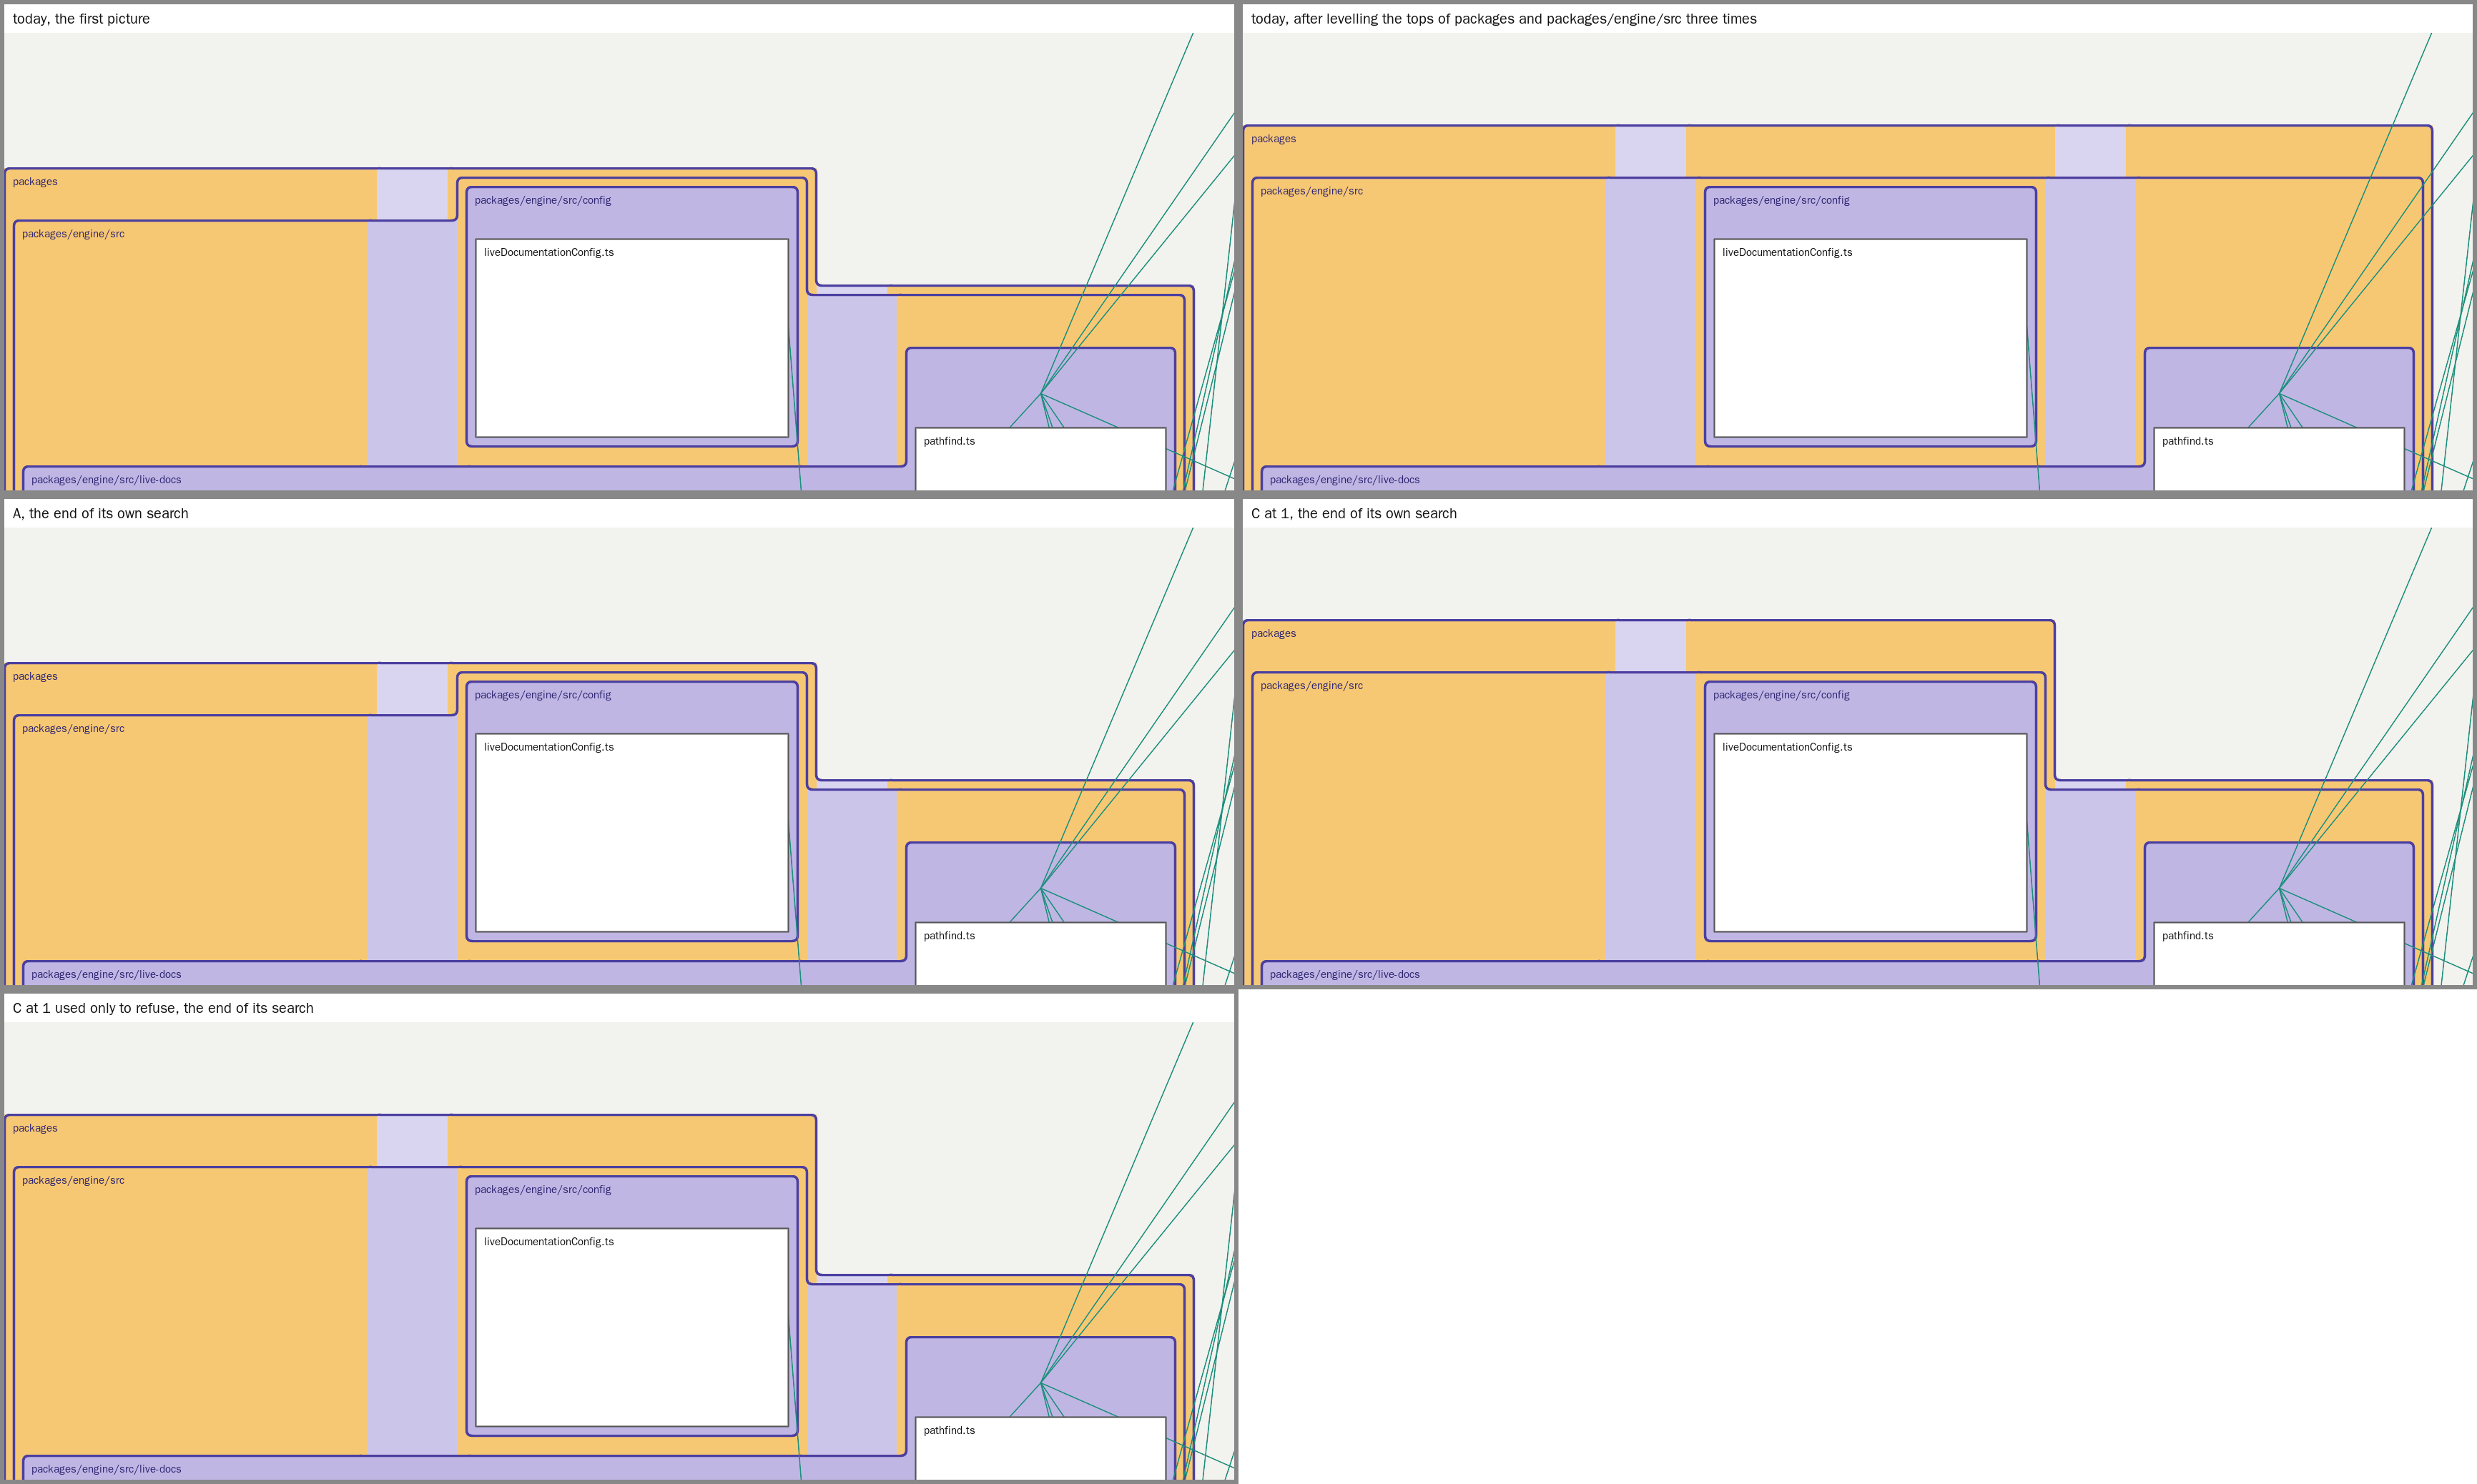 today, the first picture
packages
packages/engine/src
packages/engine/src/config
liveDocumentationConfig.ts
pathfind.ts
packages/engine/src/live-docs
today, after levelling the tops of packages and packages/engine/src three times
packages
packages/engine/src
packages/engine/src/config
liveDocumentationConfig.ts
pathfind.ts
packages/engine/src/live-docs
A, the end of its own search
packages
packages/engine/src
packages/engine/src/config
liveDocumentationConfig.ts
pathfind.ts
packages/engine/src/live-docs
C at 1, the end of its own search
packages
packages/engine/src
packages/engine/src/config
liveDocumentationConfig.ts
pathfind.ts
packages/engine/src/live-docs
C at 1 used only to refuse, the end of its search
packages
packages/engine/src
packages/engine/src/config
liveDocumentationConfig.ts
pathfind.ts
packages/engine/src/live-docs